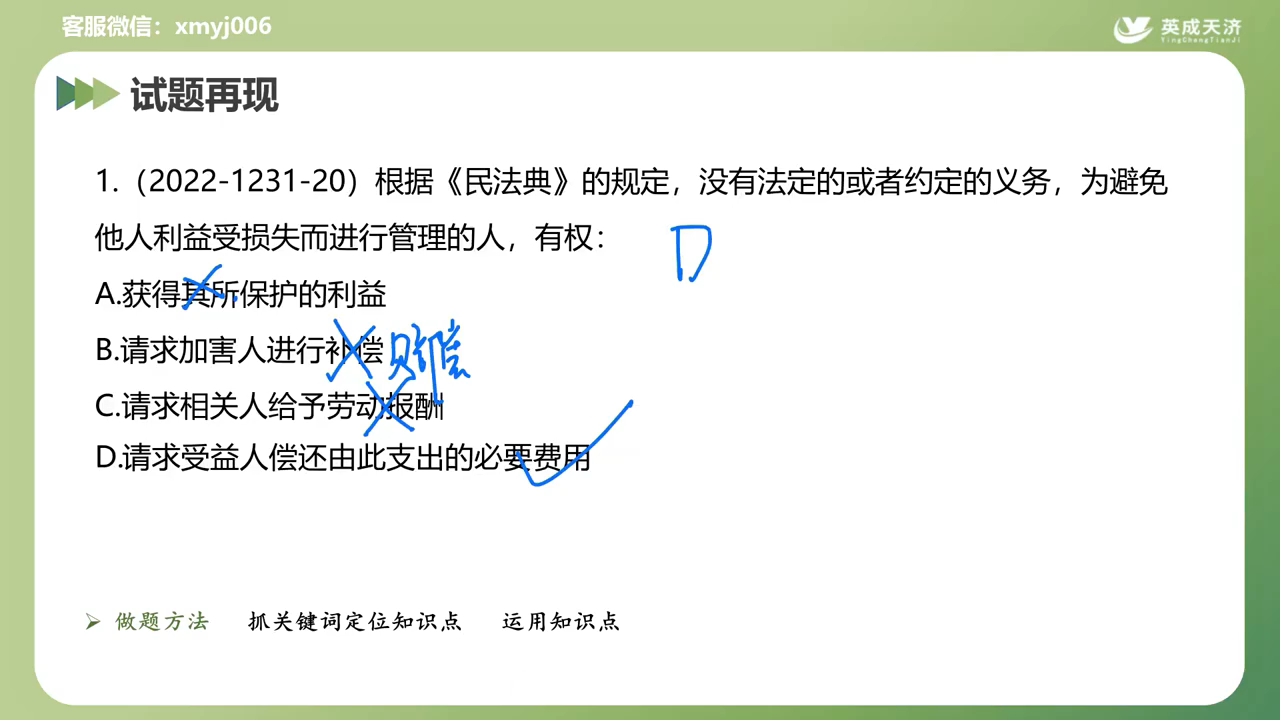 客服微信：xmyj006
英成天济
YingChengTianJi
试题再现
1.（2022-1231-20）根据《民法典》的规定，没有法定的或者约定的义务，为避免
他人利益受损失而进行管理的人，有权：
D
A.获得其所保护的利益
B.请求加害人进行补偿 赔偿
C.请求相关人给予劳动报酬
D.请求受益人偿还由此支出的必要费用
做题方法 抓关键词定位知识点 运用知识点